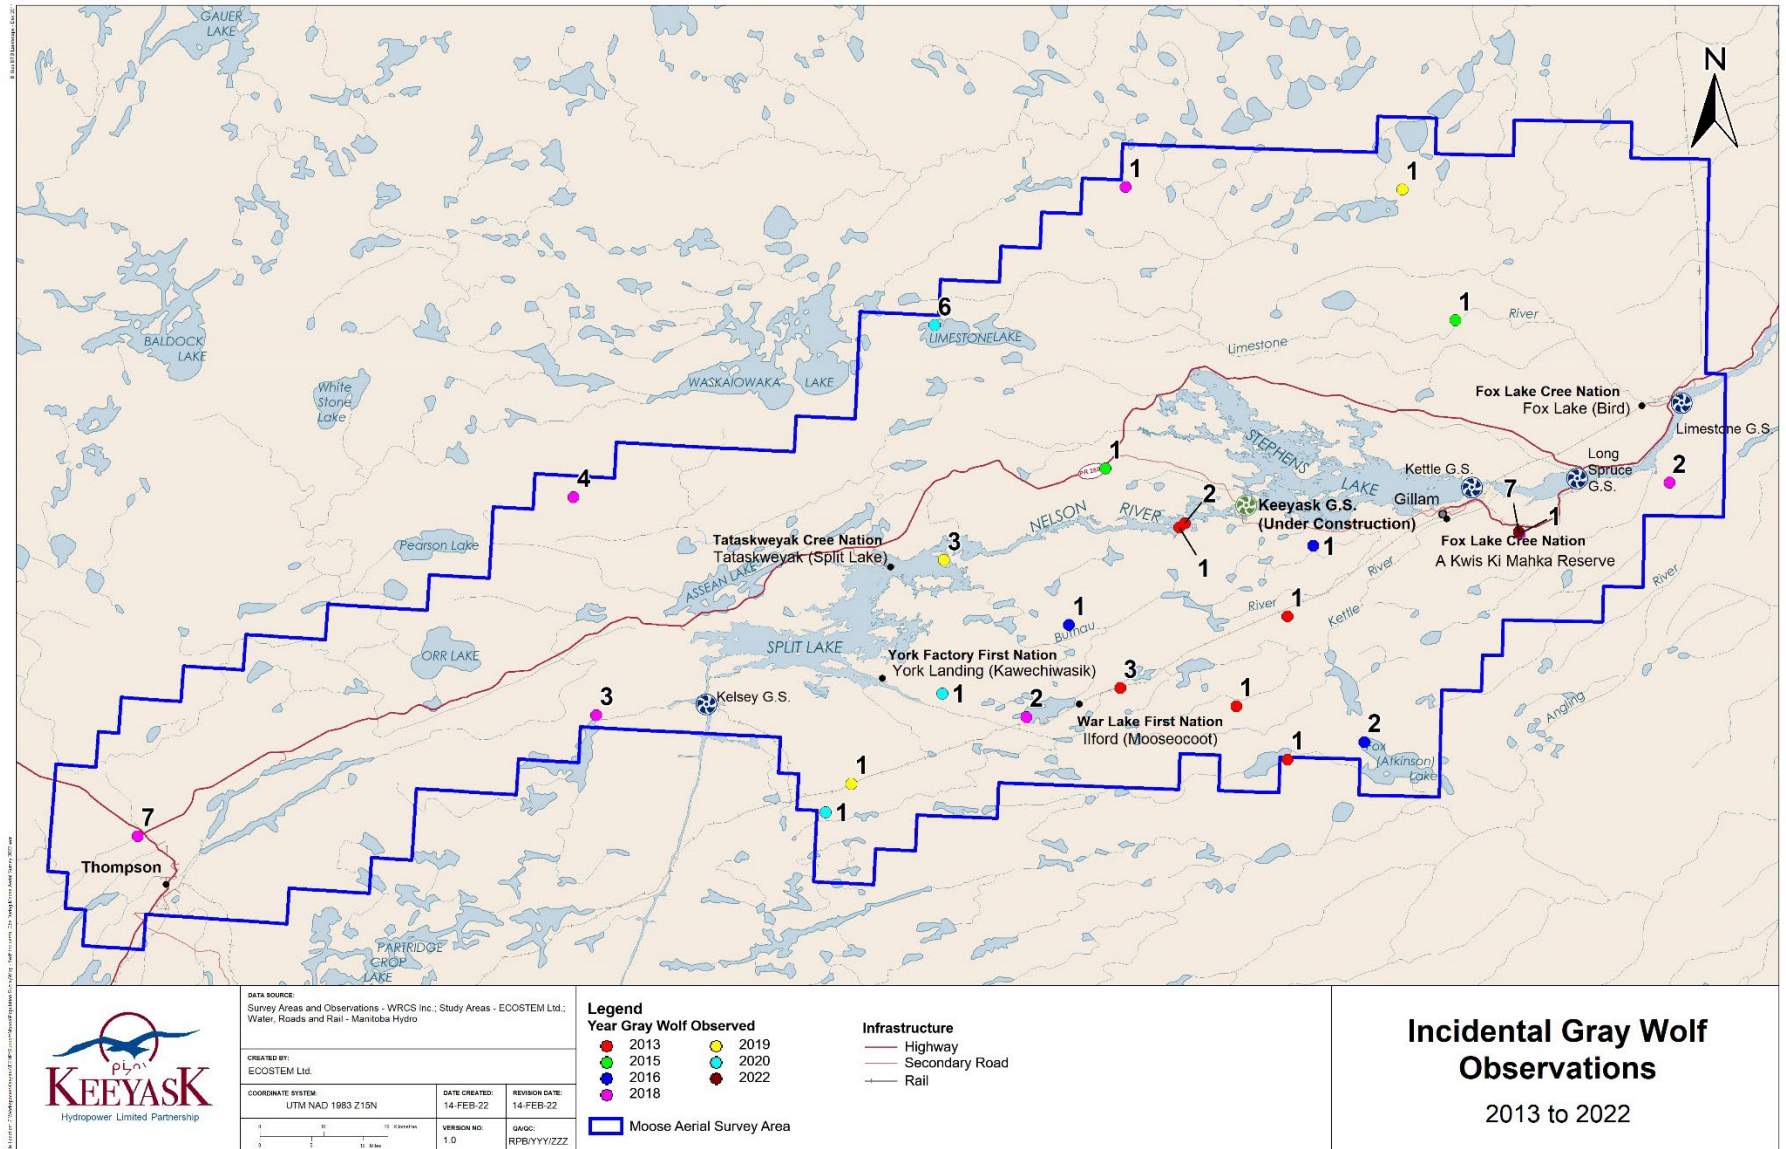 GAUER
LAKE
N
1
1
6
1
River
LIMESTONE LAKE
BALDOCK
LAKE
Limestone
WASKAIOWAKA LAKE
White
Stone
Lake
Fox Lake Cree Nation
Fox Lake (Bird)
Limestone G.S.
STEPHENS
LAKE
1
Kettle G.S.
Long
Spruce
G.S.
2
4
7
Gillam
2
Keeyask G.S.
(Under Construction)
NELSON
RIVER
1
Fox Lake Cree Nation
A Kwis Ki Mahka Reserve
Pearson Lake
Tataskweyak Cree Nation
Tataskweyak (Split Lake)
3
1
1
ASSEAN LAKE
River
River
1
River
Kettle
1
Burnau
SPLIT LAKE
ORR LAKE
York Factory First Nation
York Landing (Kawechiwasik)
3
1
3
Kelsey G.S.
1
2
War Lake First Nation
Ilford (Mooseocoot)
Angling
2
1
Fox
(Atkinson)
Lake
1
1
7
Thompson
PARTRIDGE
CROP
LAKE
KEEYASK
Hydropower Limited Partnership
DATA SOURCE:
Survey Areas and Observations - WRCS Inc.; Study Areas - ECOSTEM Ltd.;
Water, Roads and Rail - Manitoba Hydro
CREATED BY:
ECOSTEM Ltd.
COORDINATE SYSTEM:
UTM NAD 1983 Z15N
DATE CREATED:
14-FEB-22
REVISION DATE:
14-FEB-22
VERSION NO:
1.0
QA/QC:
RPB/YYY/ZZZ
Legend
Year Gray Wolf Observed
2013
2015
2016
2018
2019
2020
2022
Moose Aerial Survey Area
Infrastructure
Highway
Secondary Road
Rail
Incidental Gray Wolf
Observations
2013 to 2022